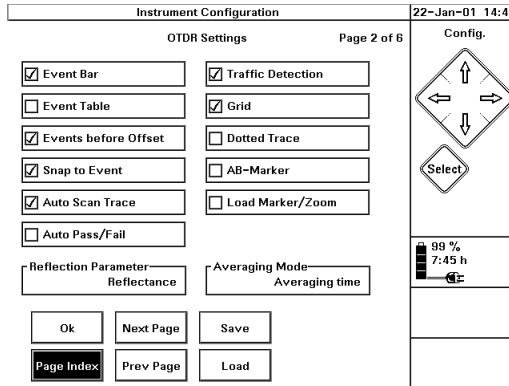 Instrument Configuration
22-Jan-01 14:4
OTDR Settings
Page 2 of 6
Config.
Event Bar
Traffic Detection
Event Table
Grid
Events before Offset
Dotted Trace
Snap to Event
AB-Marker
Select
Auto Scan Trace
Load Marker/Zoom
Auto Pass/Fail
99 %
7:45 h
Reflection Parameter
Reflectance
Averaging Mode
Averaging time
Ok
Next Page
Save
Page Index
Prev Page
Load